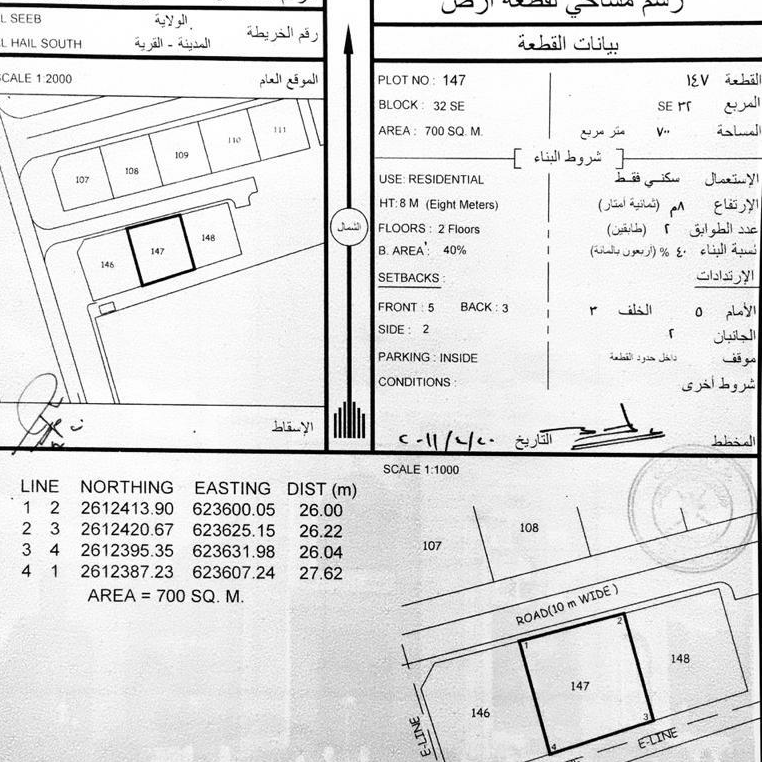 رسم مساحي لقطعة ارض
L SEEB الولاية
L HAIL SOUTH المدينة - القرية رقم الخريطة
بيانات القطعة
SCALE 1:2000 الموقع العام
PLOT NO : 147 القطعة ١٤٧
BLOCK : 32 SE المربع SE ٣٢
AREA : 700 SQ. M. المساحة ٧٠٠ متر مربع
شروط البناء
USE: RESIDENTIAL الإستعمال سكني فقط
HT: 8 M (Eight Meters) الإرتفاع ٨م (ثمانية أمتار)
FLOORS : 2 Floors عدد الطوابق ٢ (طابقين)
B. AREA : 40% نسبة البناء ٤٠ % (أربعون بالمائة)
SETBACKS : الإرتدادات
FRONT : 5 BACK : 3 الأمام ٥ الخلف ٣
SIDE : 2 الجانبان ٢
PARKING : INSIDE موقف داخل حدود القطعة
CONDITIONS : شروط أخرى
107 108 109 110 111
146 147 148
الشمال
الإسقاط
المخطط التاريخ
SCALE 1:1000
LINE NORTHING EASTING DIST (m)
1 2 2612413.90 623600.05 26.00
2 3 2612420.67 623625.15 26.22
3 4 2612395.35 623631.98 26.04
4 1 2612387.23 623607.24 27.62
AREA = 700 SQ. M.
107 108
ROAD(10 m WIDE)
1 2
146 147 148
3
4
E-LINE
E-LINE